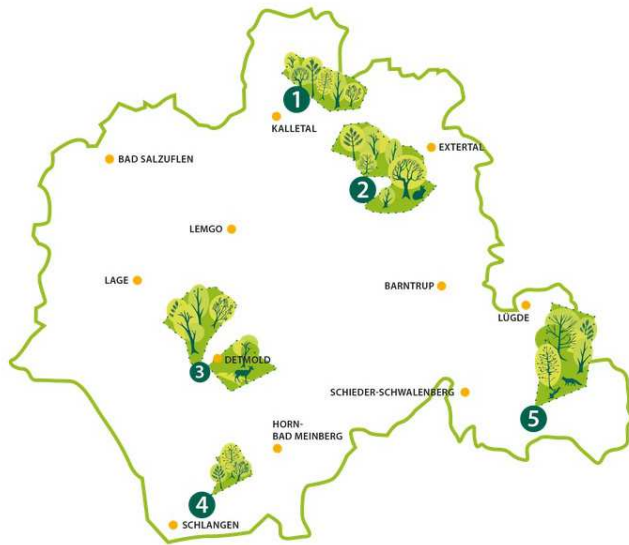 1
KALLETAL
EXTERTAL
BAD SALZUFLEN
2
LEMGO
LAGE
BARNTRUP
LÜGDE
DETMOLD
3
SCHIEDER-SCHWALENBERG
5
HORN-
BAD MEINBERG
4
SCHLANGEN